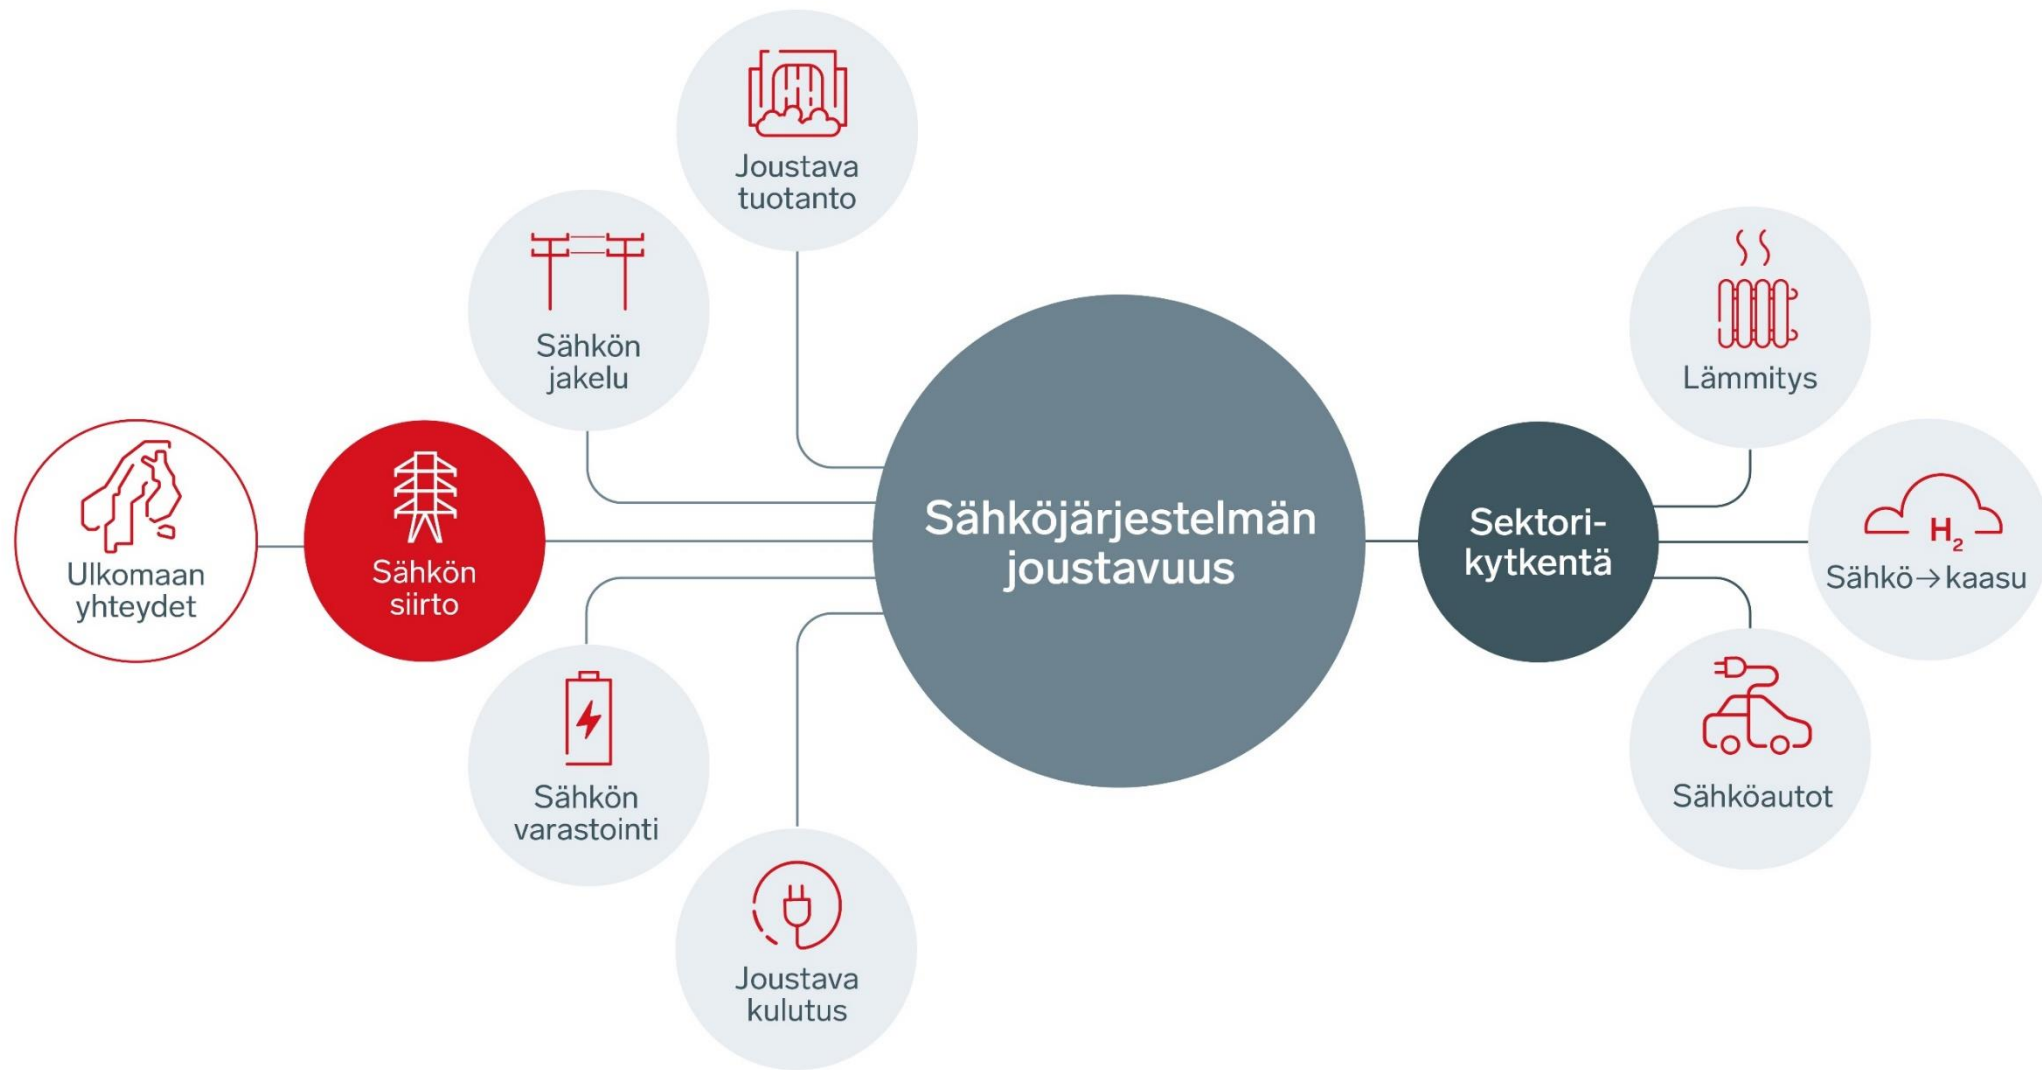 Joustava
tuotanto
Sähkön
jakelu
Ulkomaan
yhteydet
Sähkön
siirto
Sähkön
varastointi
Joustava
kulutus
Sähköjärjestelmän
joustavuus
Sektori-
kytkentä
Lämmitys
H₂
Sähkö→kaasu
Sähköautot